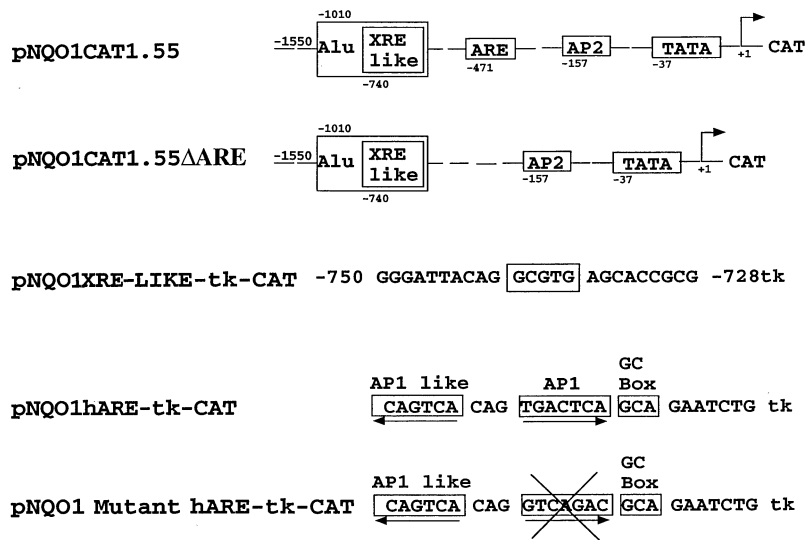 -1010
pNQO1CAT1.55 -1550 Alu XRE like ARE AP2 TATA +1 CAT
-740 -471 -157 -37
-1010
pNQO1CAT1.55ΔARE -1550 Alu XRE like AP2 TATA +1 CAT
-740 -157 -37
pNQO1XRE-LIKE-tk-CAT -750 GGGATTACAG GCGTG AGCACCGCG -728tk
AP1 like AP1 GC Box
pNQO1hARE-tk-CAT CAGTCA CAG TGACTCA GCA GAATCTG tk
AP1 like GC Box
pNQO1 Mutant hARE-tk-CAT CAGTCA CAG GTCAGAC GCA GAATCTG tk